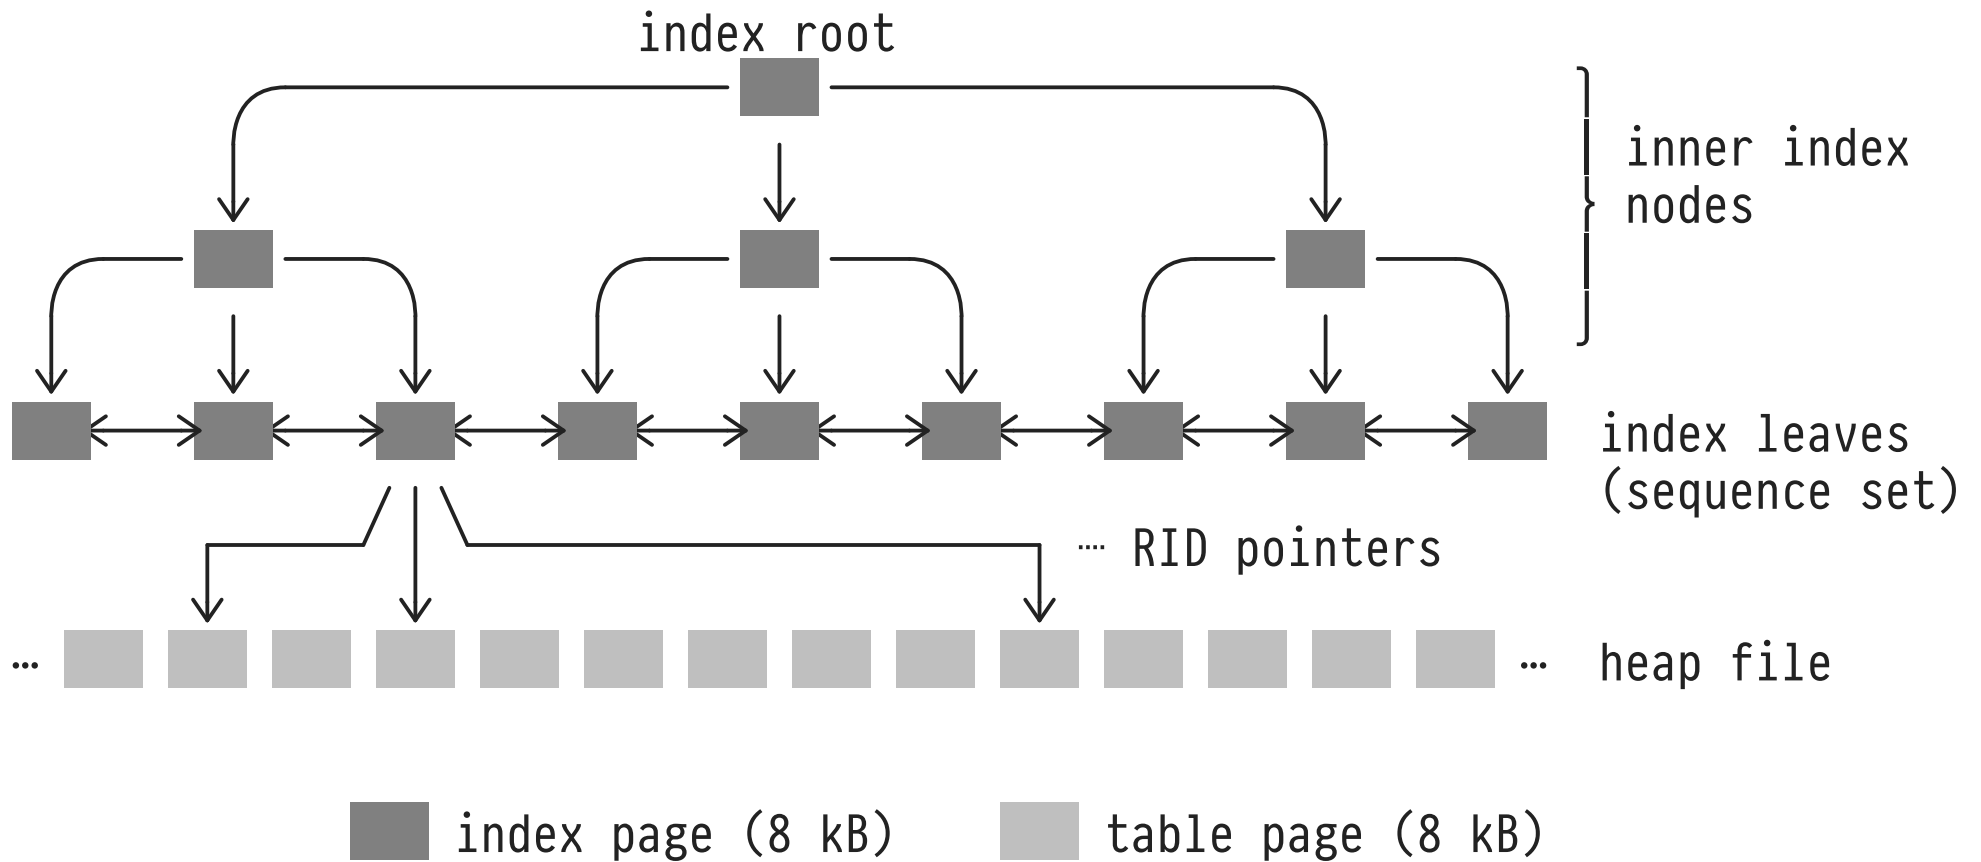 index root
inner index
nodes
index leaves
(sequence set)
···· RID pointers
… … heap file
index page (8 kB) table page (8 kB)